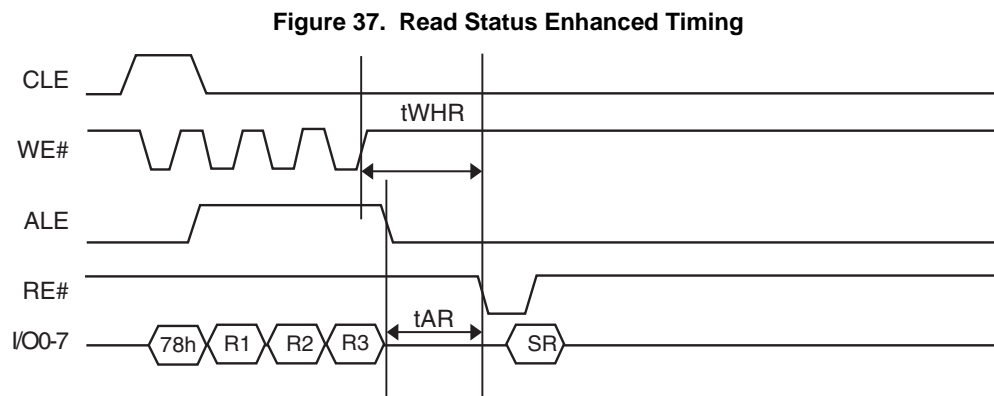 Figure 37. Read Status Enhanced Timing
CLE
tWHR
WE#
ALE
RE#
tAR
I/O0-7
78h R1 R2 R3 SR